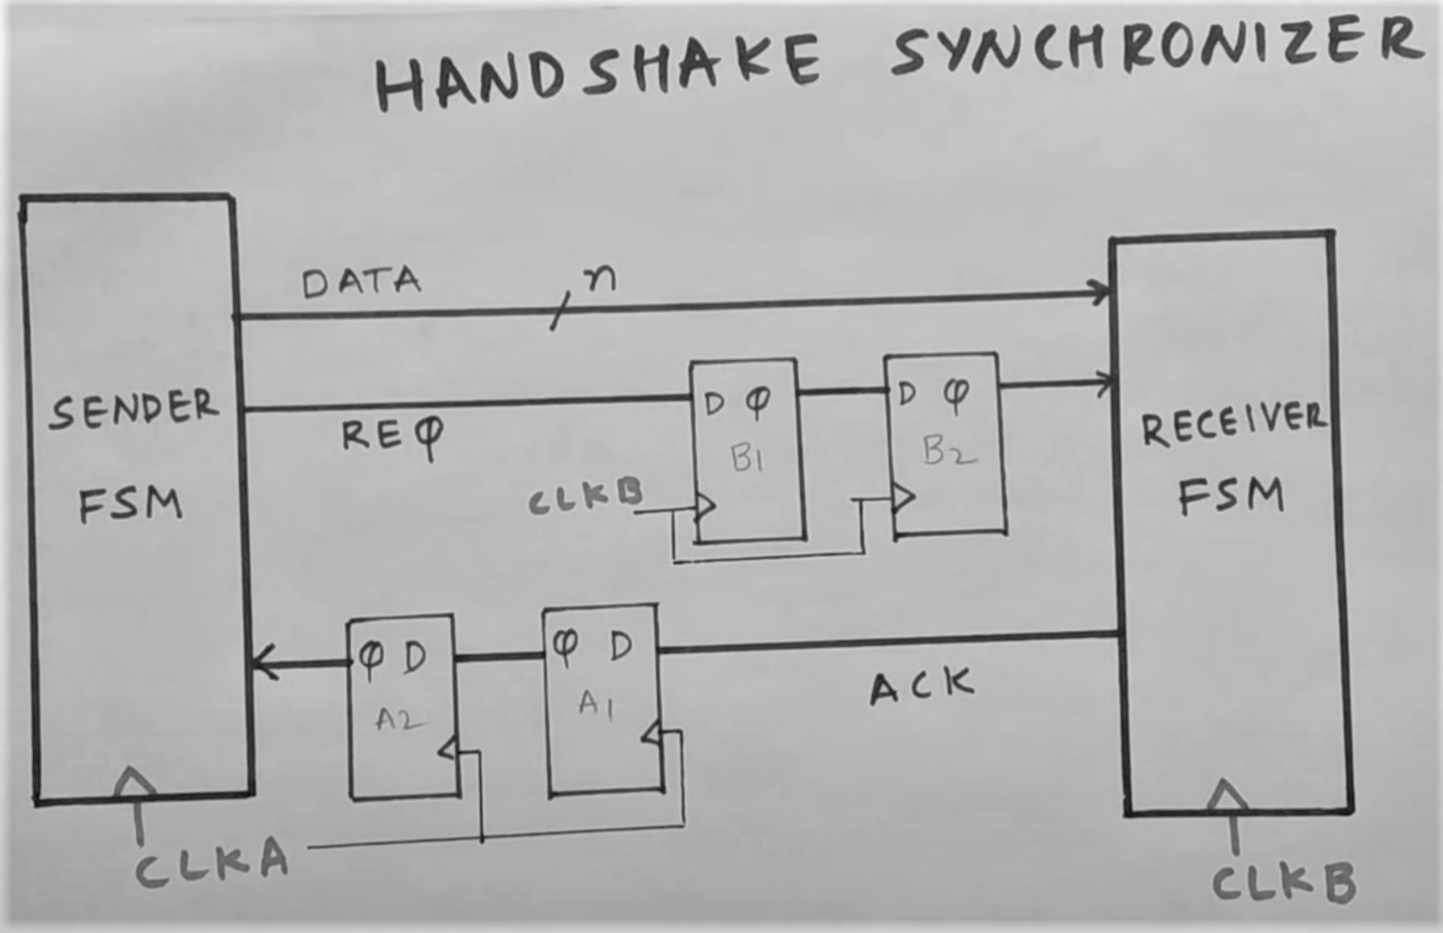 HANDSHAKE SYNCHRONIZER
DATA
n
SENDER
FSM
REQ
D Q
B1
D Q
B2
CLKB
RECEIVER
FSM
Q D
A2
Q D
A1
ACK
CLKA
CLKB